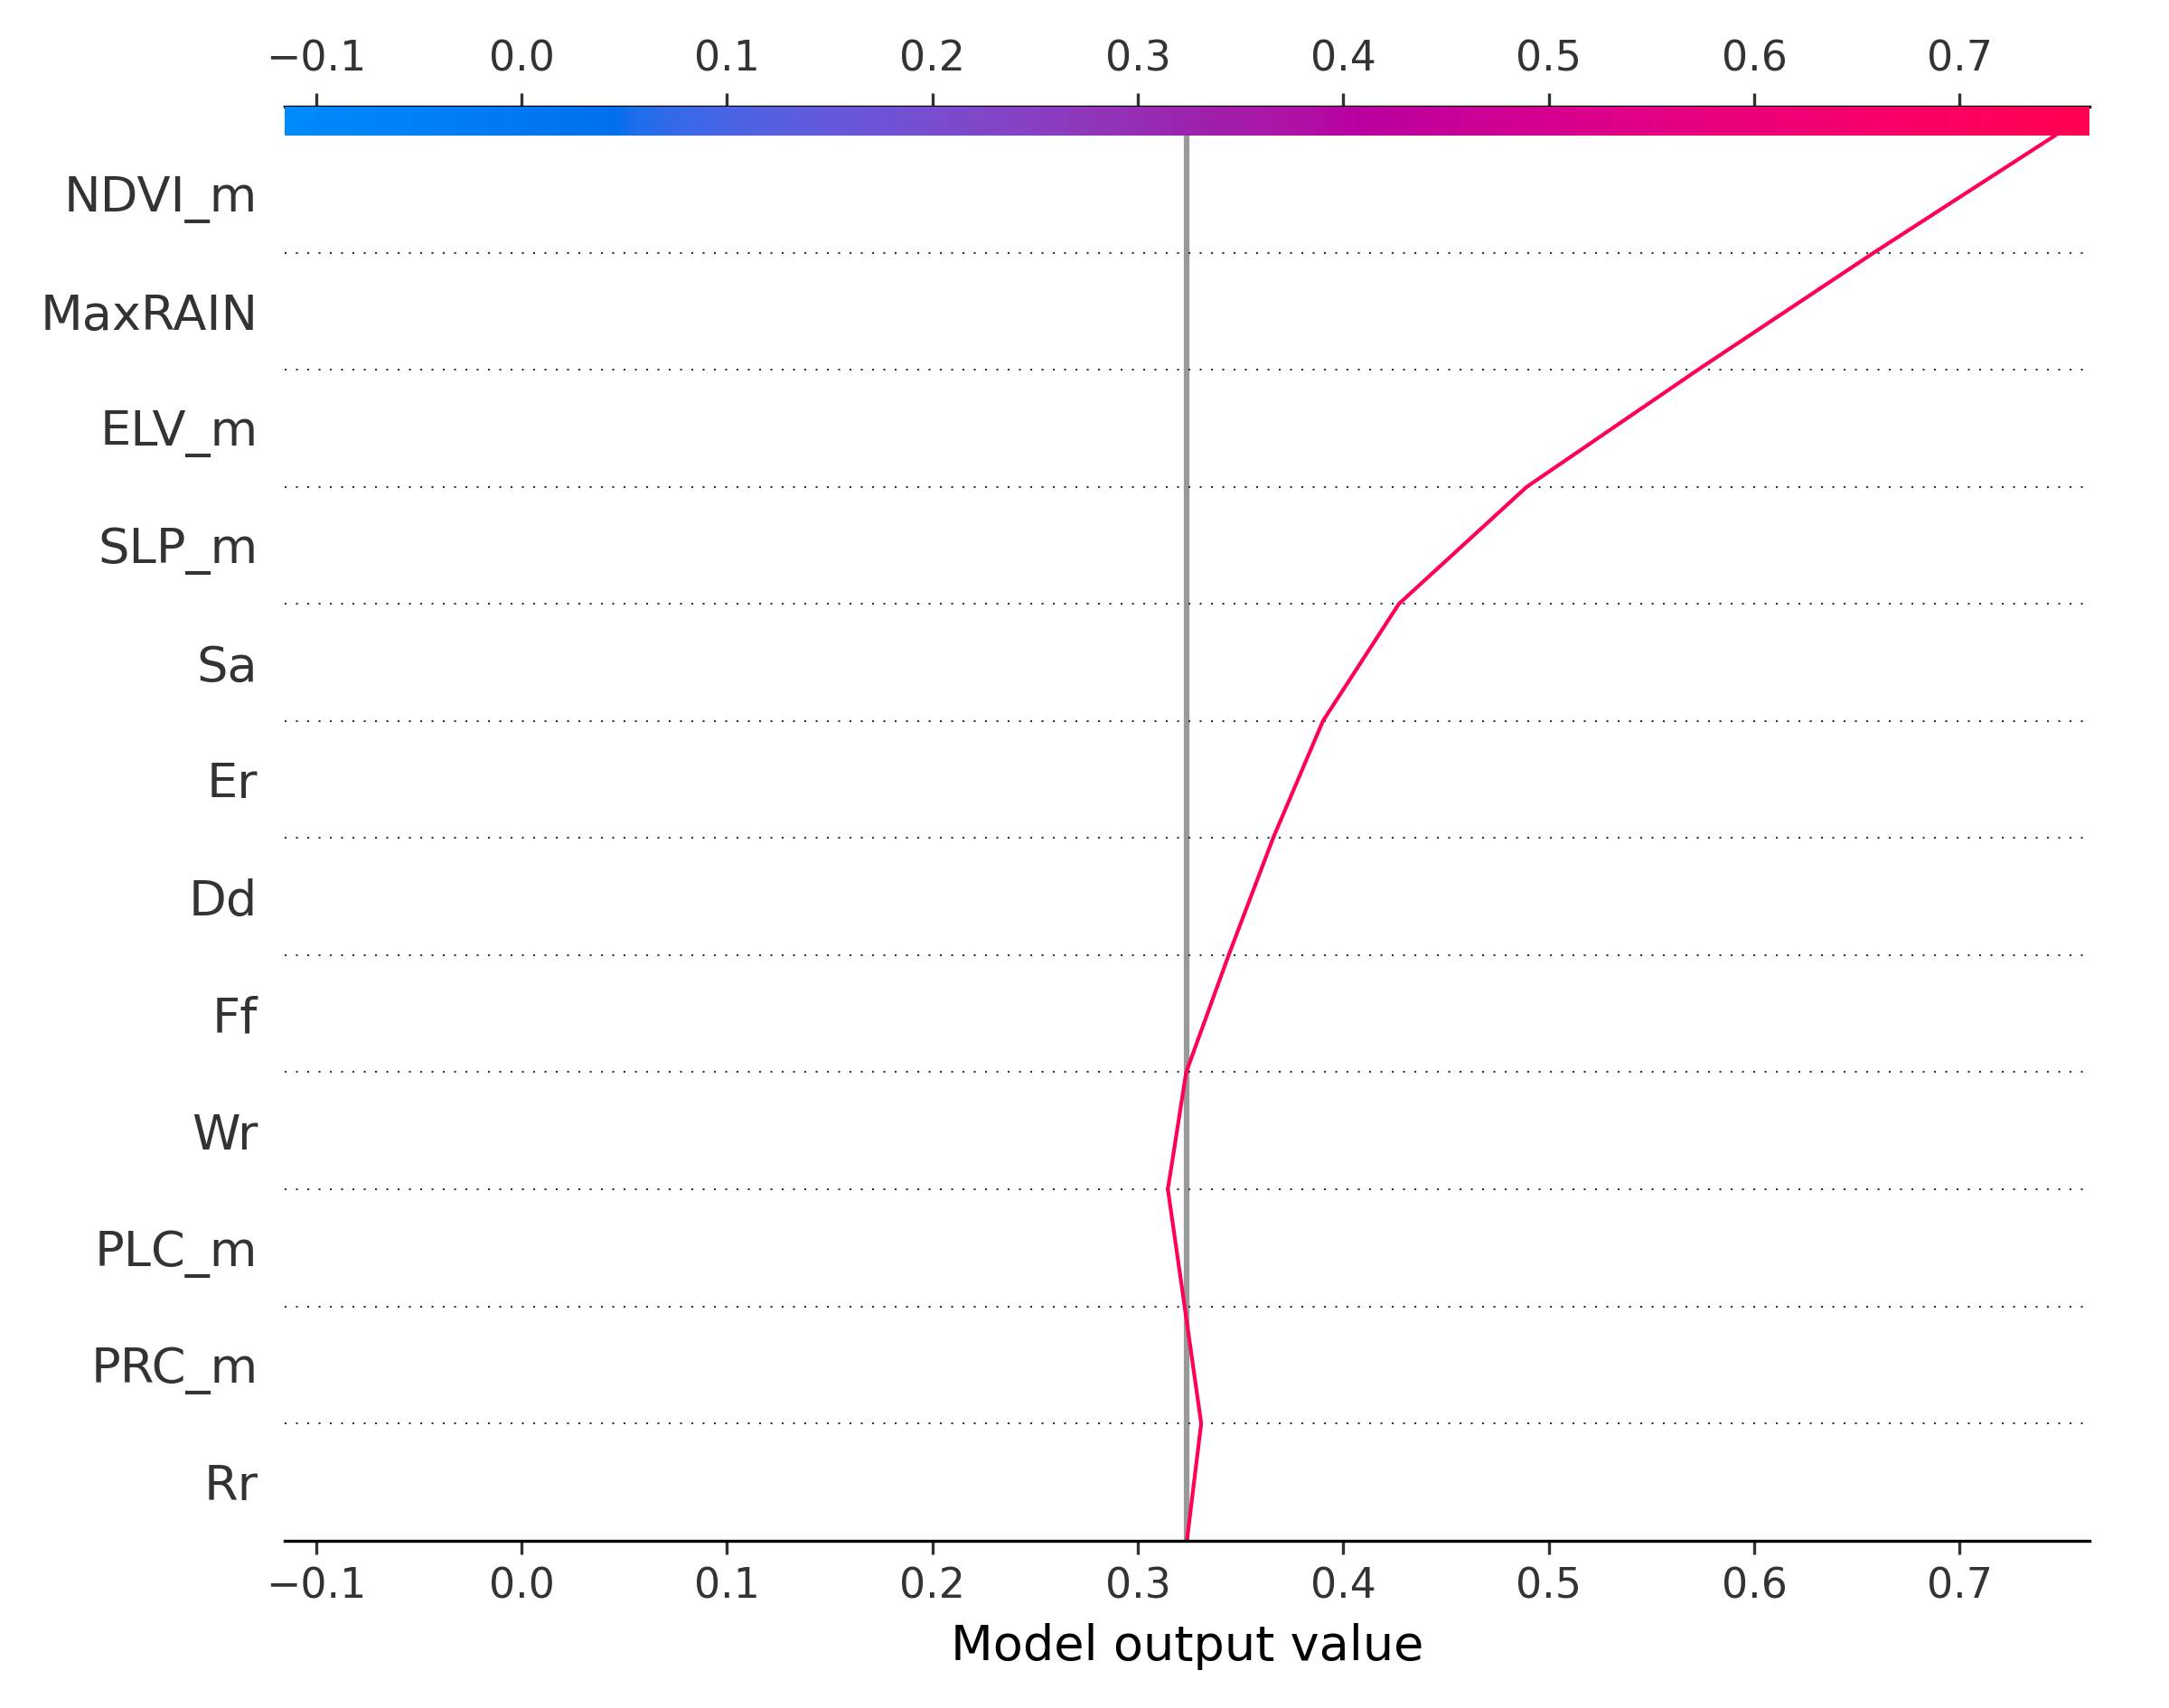 −0.1 0.0 0.1 0.2 0.3 0.4 0.5 0.6 0.7
NDVI_m
MaxRAIN
ELV_m
SLP_m
Sa
Er
Dd
Ff
Wr
PLC_m
PRC_m
Rr
−0.1 0.0 0.1 0.2 0.3 0.4 0.5 0.6 0.7
Model output value